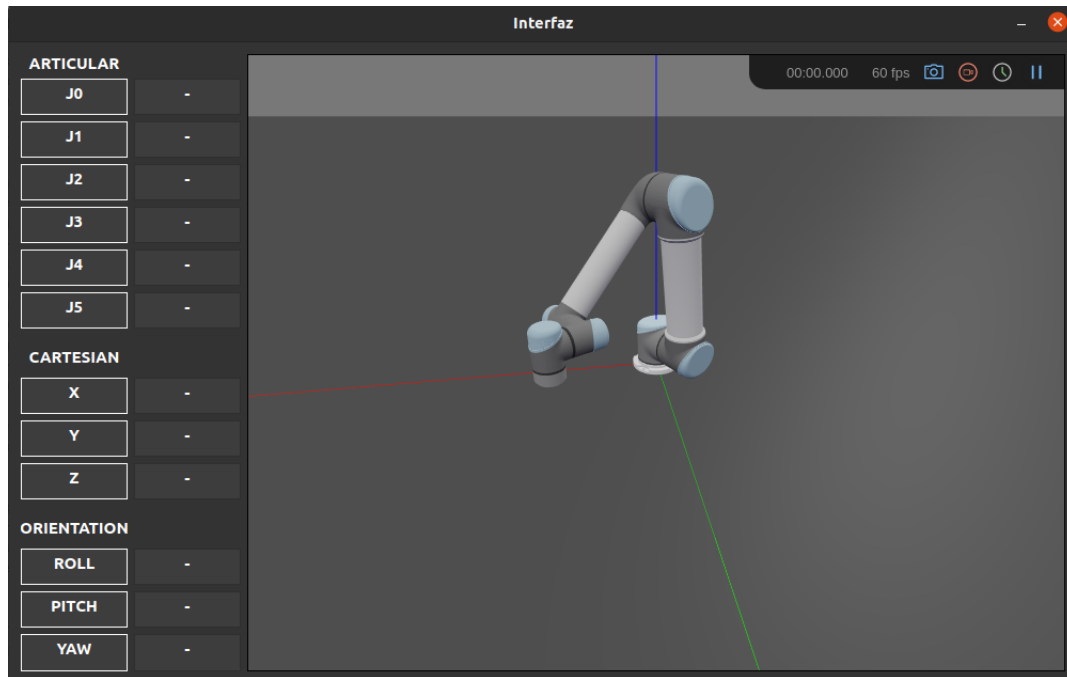 Interfaz
ARTICULAR
J0 -
J1 -
J2 -
J3 -
J4 -
J5 -
CARTESIAN
X -
Y -
Z -
ORIENTATION
ROLL -
PITCH -
YAW -
00:00.000 60 fps